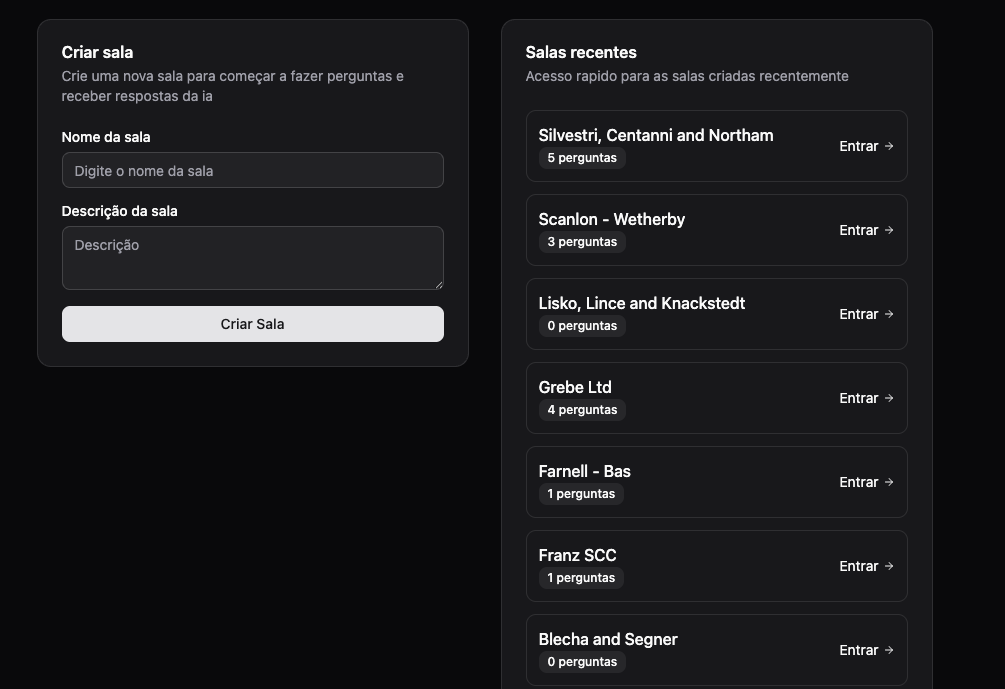 Criar sala
Crie uma nova sala para começar a fazer perguntas e
receber respostas da ia
Nome da sala
Digite o nome da sala
Descrição da sala
Descrição
Criar Sala
Salas recentes
Acesso rapido para as salas criadas recentemente
Silvestri, Centanni and Northam
5 perguntas
Entrar →
Scanlon - Wetherby
3 perguntas
Entrar →
Lisko, Lince and Knackstedt
0 perguntas
Entrar →
Grebe Ltd
4 perguntas
Entrar →
Farnell - Bas
1 perguntas
Entrar →
Franz SCC
1 perguntas
Entrar →
Blecha and Segner
0 perguntas
Entrar →